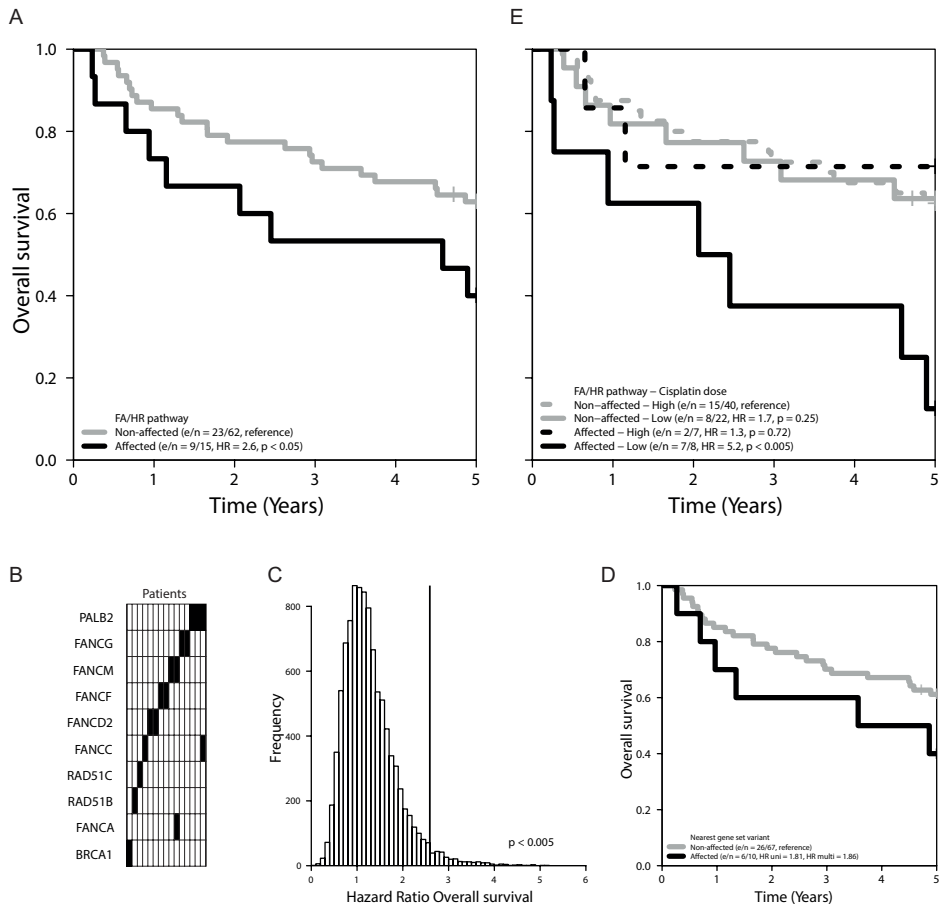 A
Overall survival
1.0
0.8
0.6
0.4
0.2
0.0
FA/HR pathway
Non-affected (e/n = 23/62, reference)
Affected (e/n = 9/15, HR = 2.6, p < 0.05)
0 1 2 3 4 5
Time (Years)
E
Overall survival
1.0
0.8
0.6
0.4
0.2
0.0
FA/HR pathway – Cisplatin dose
Non–affected – High (e/n = 15/40, reference)
Non–affected – Low (e/n = 8/22, HR = 1.7, p = 0.25)
Affected – High (e/n = 2/7, HR = 1.3, p = 0.72)
Affected – Low (e/n = 7/8, HR = 5.2, p < 0.005)
0 1 2 3 4 5
Time (Years)
B
Patients
PALB2
FANCG
FANCM
FANCF
FANCD2
FANCC
RAD51C
RAD51B
FANCA
BRCA1
C
Frequency
800
600
400
200
0
p < 0.005
0 1 2 3 4 5 6
Hazard Ratio Overall survival
D
Overall survival
1.0
0.8
0.6
0.4
0.2
0.0
Nearest gene set variant
Non-affected (e/n = 26/67, reference)
Affected (e/n = 6/10, HR uni = 1.81, HR multi = 1.86)
0 1 2 3 4 5
Time (Years)